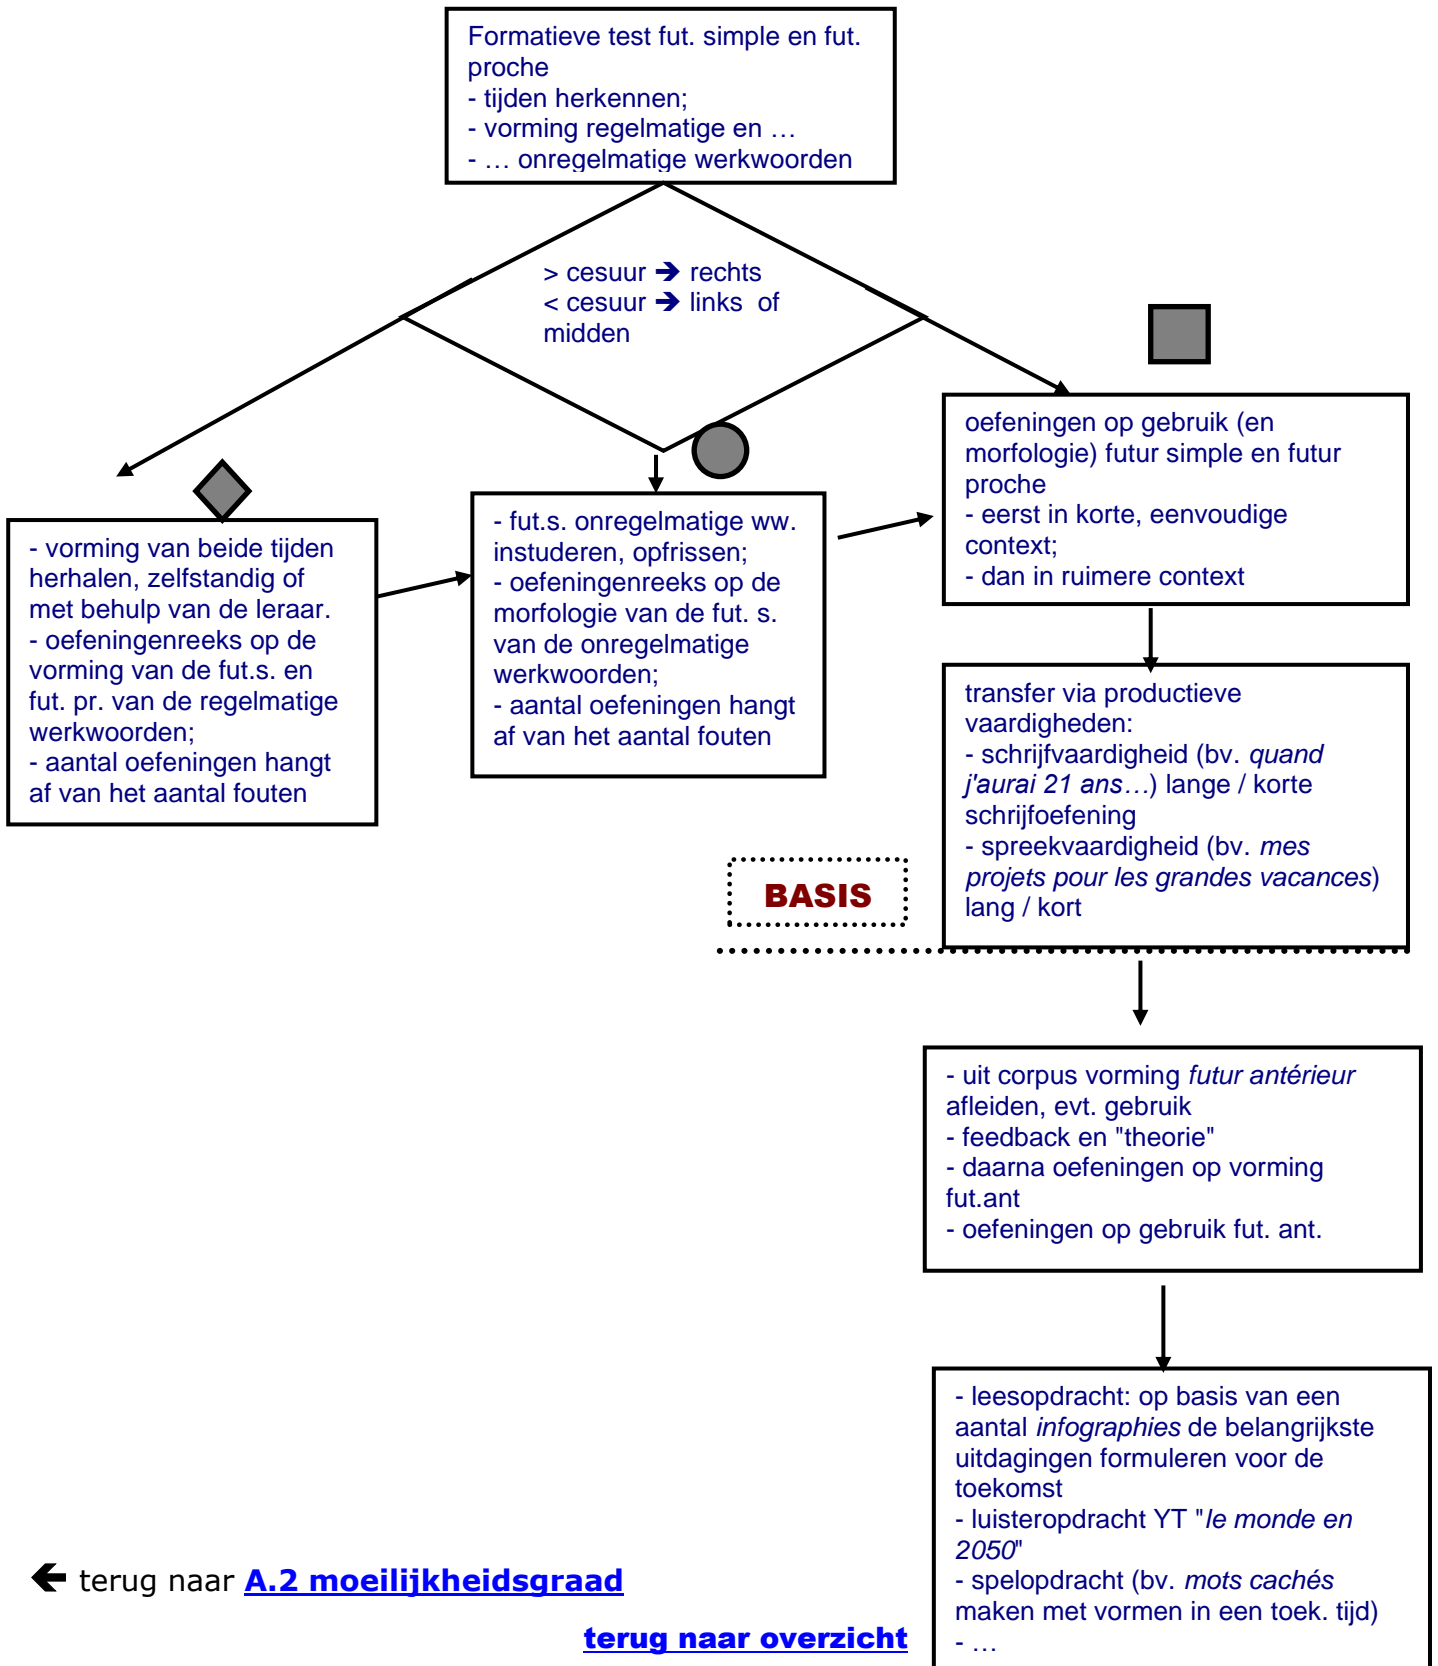 Formatieve test fut. simple en fut.
proche
- tijden herkennen;
- vorming regelmatige en …
- … onregelmatige werkwoorden
> cesuur ➔ rechts
< cesuur ➔ links of
midden
- vorming van beide tijden
herhalen, zelfstandig of
met behulp van de leraar.
- oefeningenreeks op de
vorming van de fut.s. en
fut. pr. van de regelmatige
werkwoorden;
- aantal oefeningen hangt
af van het aantal fouten
- fut.s. onregelmatige ww.
instuderen, opfrissen;
- oefeningenreeks op de
morfologie van de fut. s.
van de onregelmatige
werkwoorden;
- aantal oefeningen hangt
af van het aantal fouten
oefeningen op gebruik (en
morfologie) futur simple en futur
proche
- eerst in korte, eenvoudige
context;
- dan in ruimere context
transfer via productieve
vaardigheden:
- schrijfvaardigheid (bv. quand
j'aurai 21 ans…) lange / korte
schrijfoefening
- spreekvaardigheid (bv. mes
projets pour les grandes vacances)
lang / kort
BASIS
- uit corpus vorming futur antérieur
afleiden, evt. gebruik
- feedback en "theorie"
- daarna oefeningen op vorming
fut.ant
- oefeningen op gebruik fut. ant.
- leesopdracht: op basis van een
aantal infographies de belangrijkste
uitdagingen formuleren voor de
toekomst
- luisteropdracht YT "le monde en
2050"
- spelopdracht (bv. mots cachés
maken met vormen in een toek. tijd)
- …
🡰 terug naar A.2 moeilijkheidsgraad
terug naar overzicht